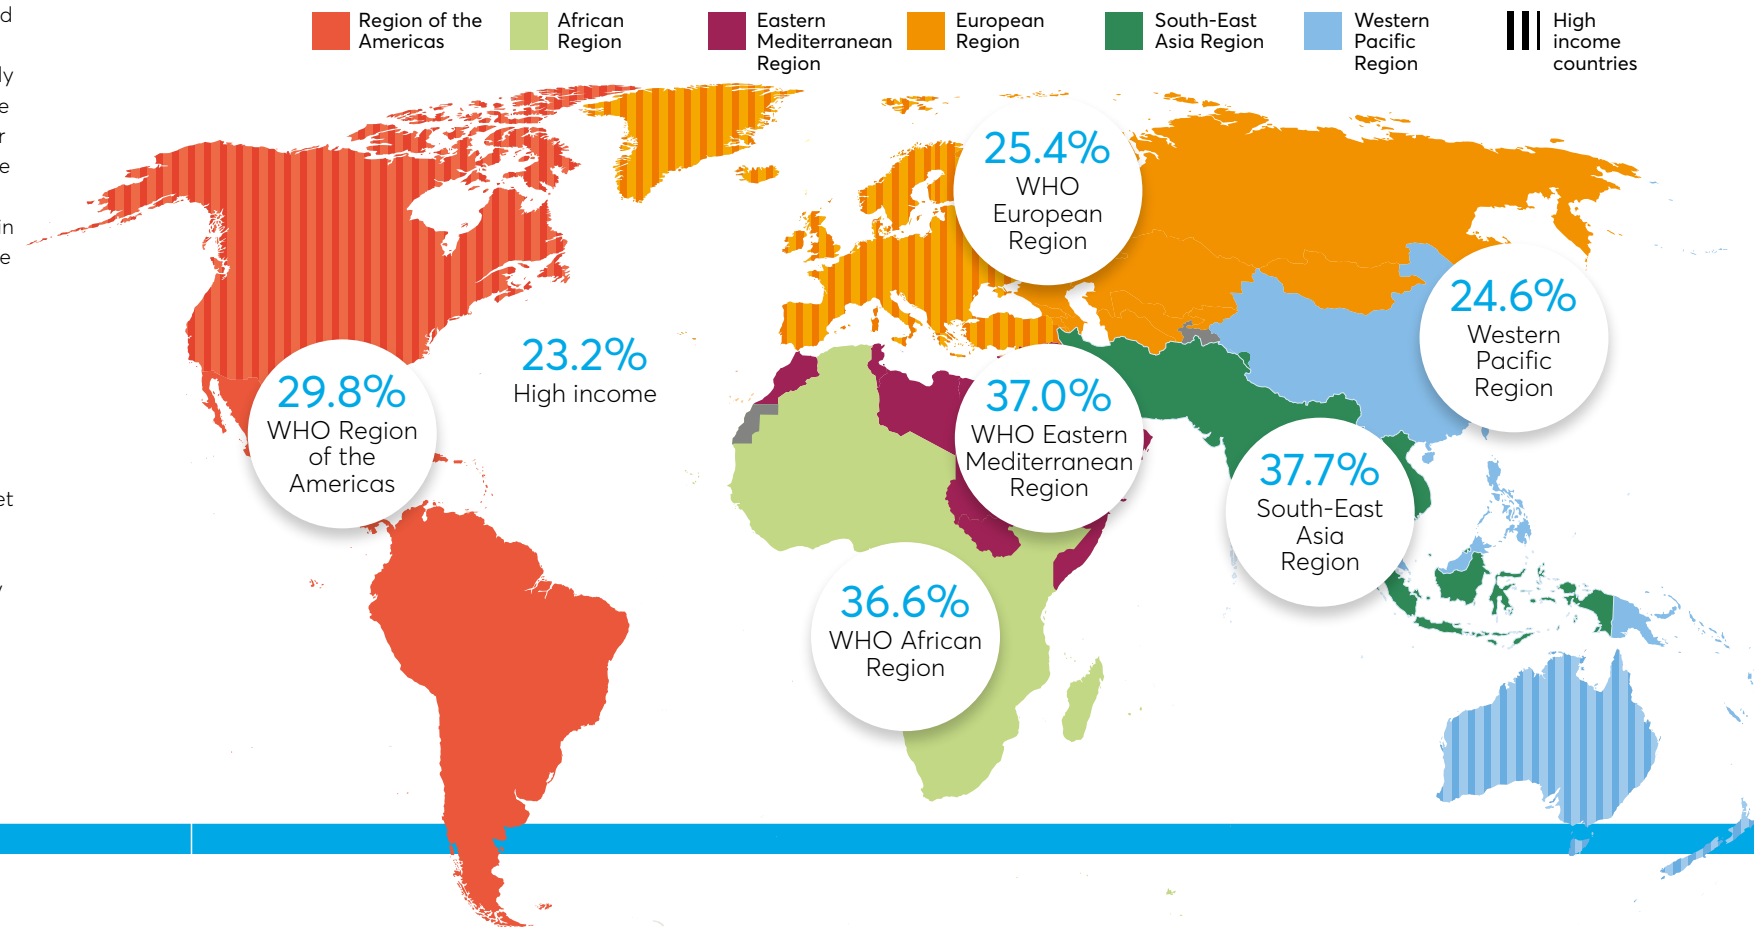 d
ly
e
r
e
in
e
et
y
Region of the
Americas
African
Region
Eastern
Mediterranean
Region
European
Region
South-East
Asia Region
Western
Pacific
Region
High
income
countries
25.4%
WHO
European
Region
24.6%
Western
Pacific
Region
23.2%
High income
29.8%
WHO Region
of the
Americas
37.0%
WHO Eastern
Mediterranean
Region
37.7%
South-East
Asia
Region
36.6%
WHO African
Region